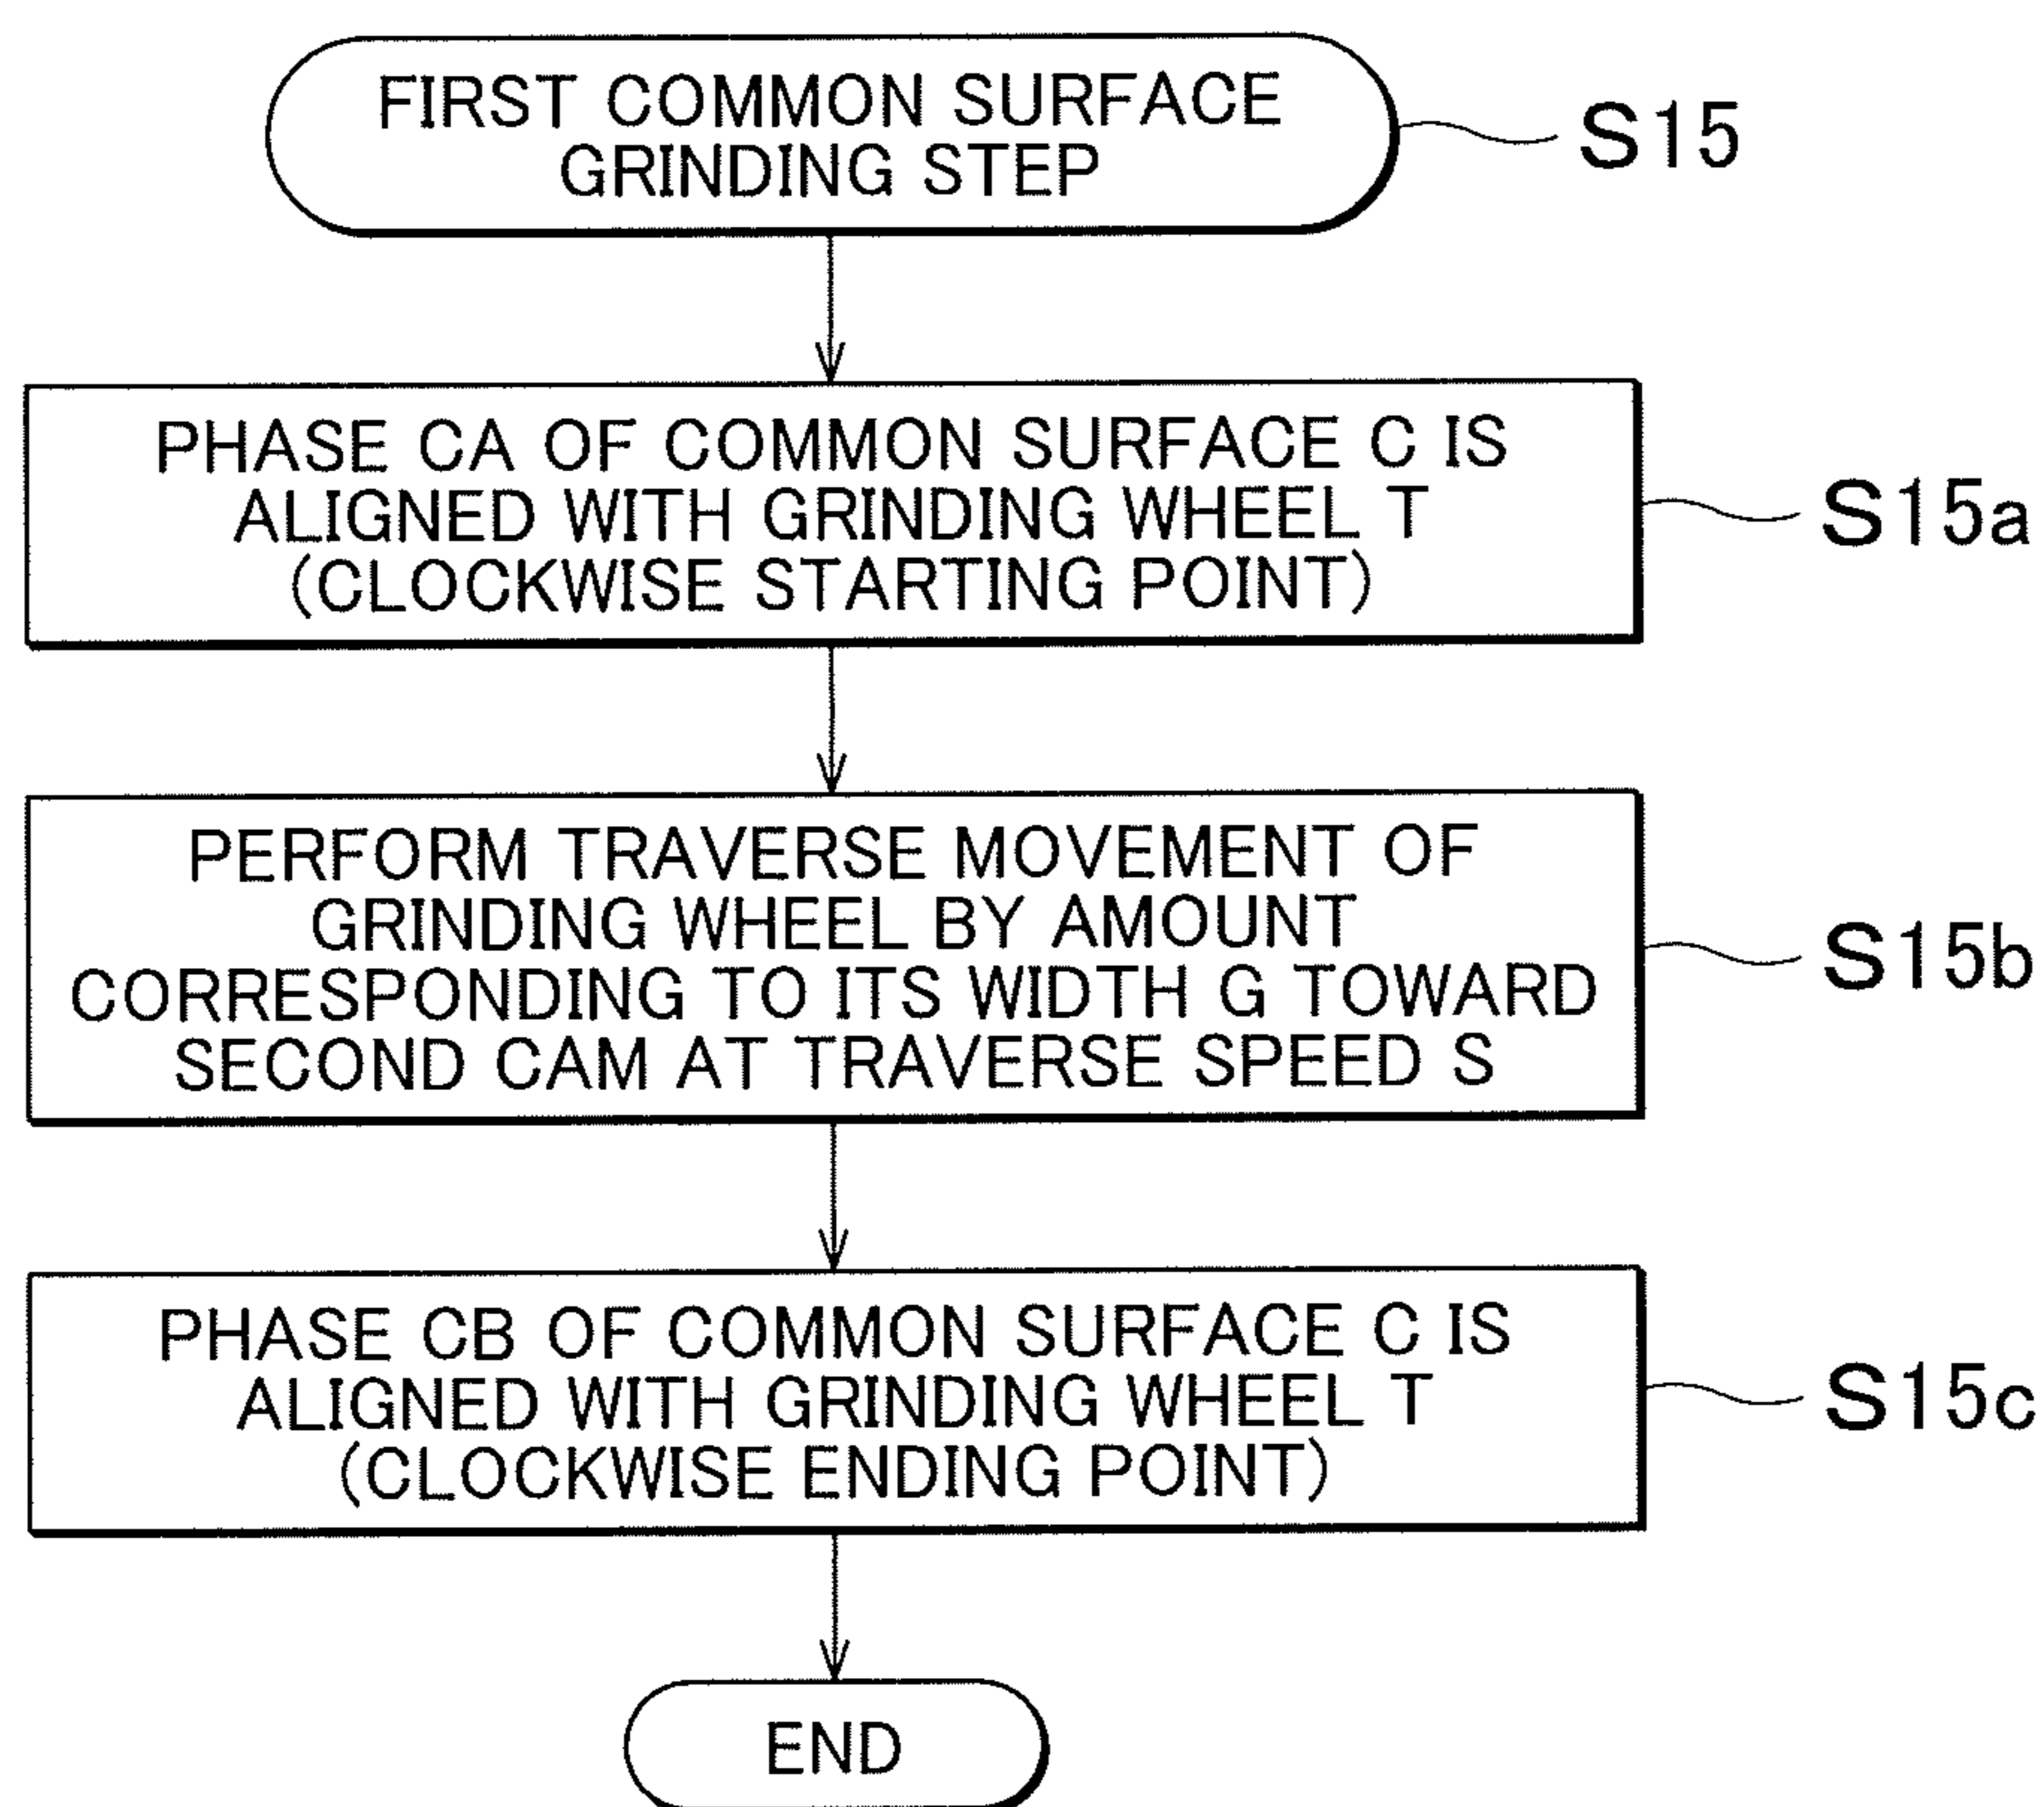 FIRST COMMON SURFACE
GRINDING STEP
S15
PHASE CA OF COMMON SURFACE C IS
ALIGNED WITH GRINDING WHEEL T
(CLOCKWISE STARTING POINT)
S15a
PERFORM TRAVERSE MOVEMENT OF
GRINDING WHEEL BY AMOUNT
CORRESPONDING TO ITS WIDTH G TOWARD
SECOND CAM AT TRAVERSE SPEED S
S15b
PHASE CB OF COMMON SURFACE C IS
ALIGNED WITH GRINDING WHEEL T
(CLOCKWISE ENDING POINT)
S15c
END